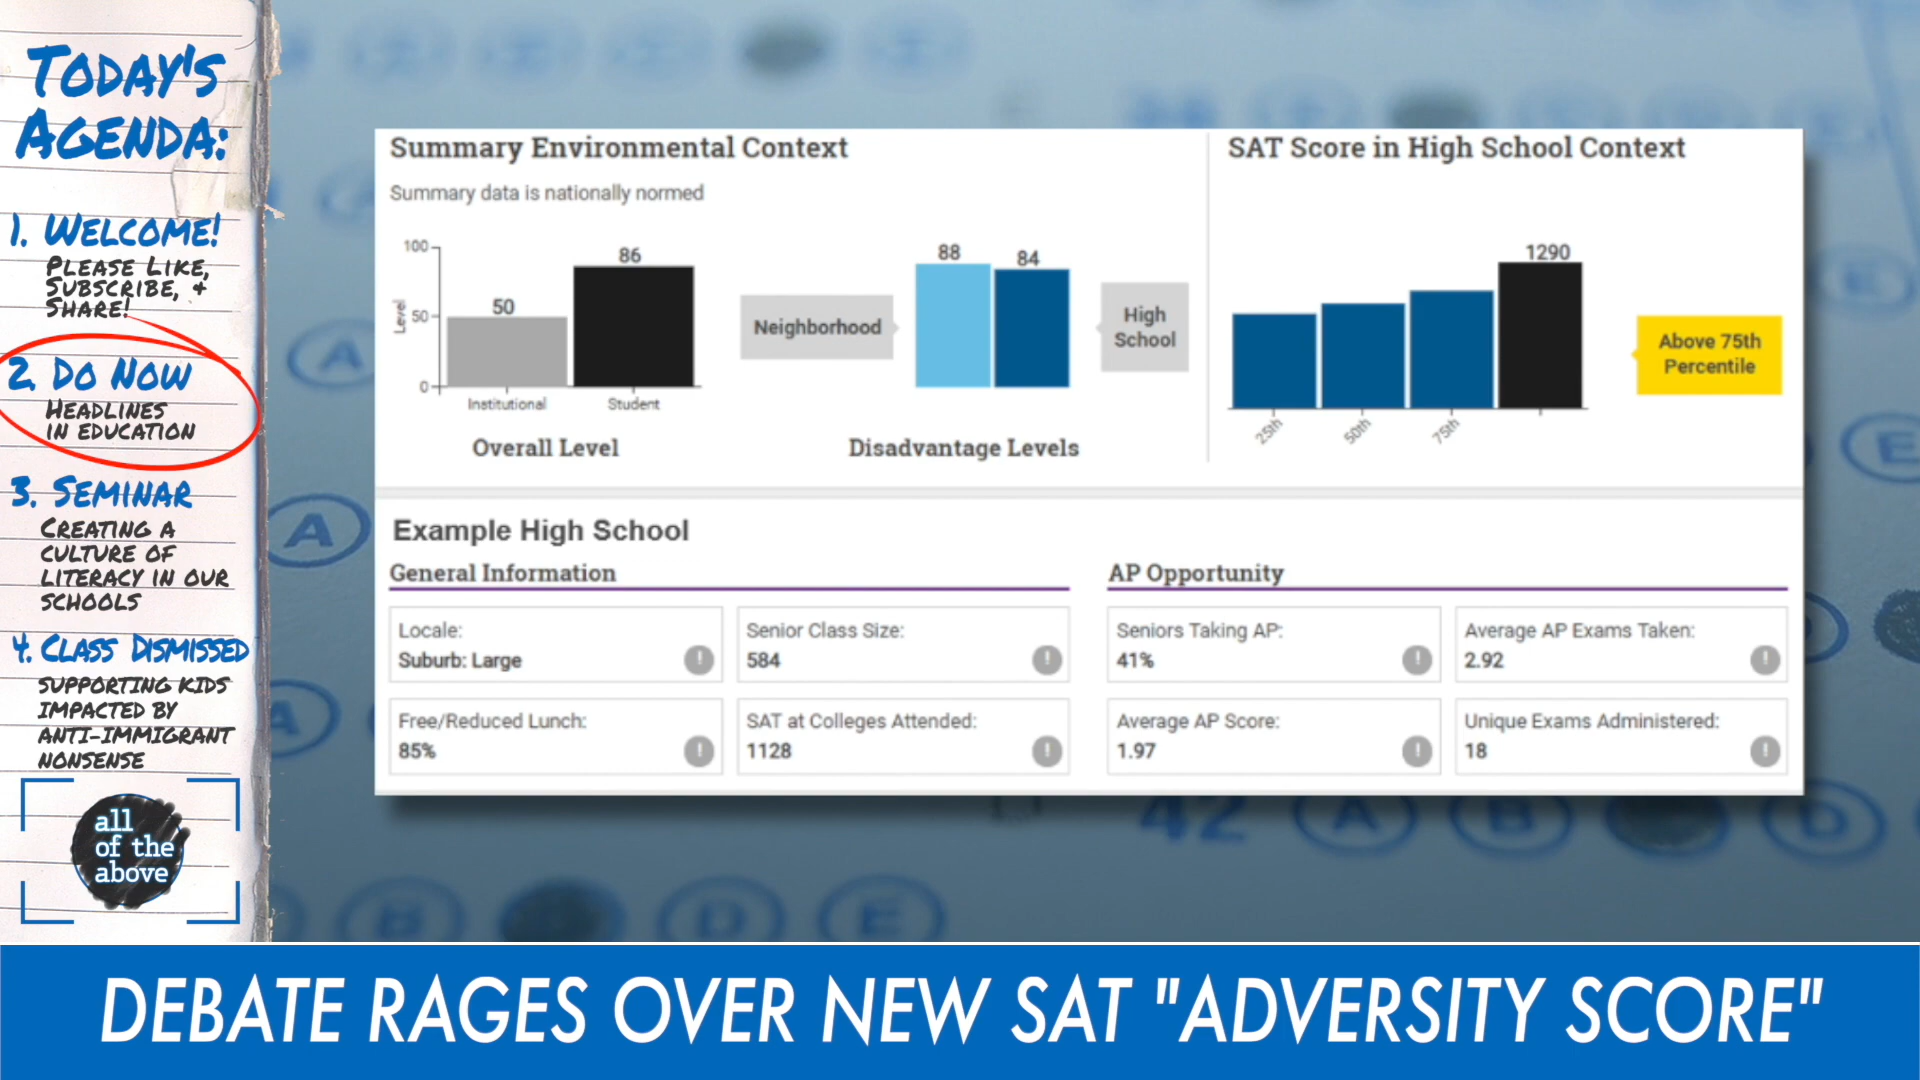 TODAY'S
AGENDA:
1. WELCOME!
PLEASE LIKE,
SUBSCRIBE, +
SHARE!
2. DO NOW
HEADLINES
IN EDUCATION
3. SEMINAR
CREATING A
CULTURE OF
LITERACY IN OUR
SCHOOLS
4. CLASS DISMISSED
SUPPORTING KIDS
IMPACTED BY
ANTI-IMMIGRANT
NONSENSE
all
of the
above
Summary Environmental Context
Summary data is nationally normed
100
50
0
Level
50
86
Institutional
Student
Overall Level
Neighborhood
88
84
High
School
Disadvantage Levels
SAT Score in High School Context
1290
25th
50th
75th
Above 75th
Percentile
Example High School
General Information
Locale:
Suburb: Large
Senior Class Size:
584
Free/Reduced Lunch:
85%
SAT at Colleges Attended:
1128
AP Opportunity
Seniors Taking AP:
41%
Average AP Exams Taken:
2.92
Average AP Score:
1.97
Unique Exams Administered:
18
42 A B D
A
A
A
E
B D E
DEBATE RAGES OVER NEW SAT "ADVERSITY SCORE"